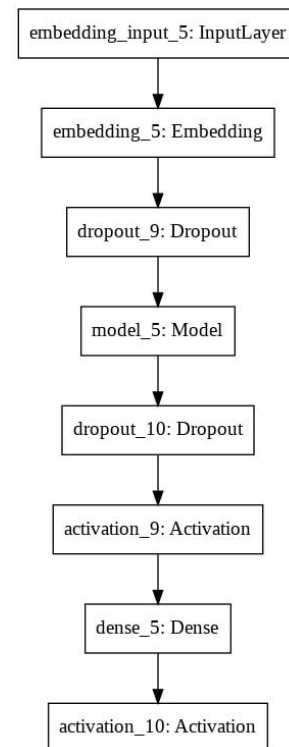 embedding_input_5: InputLayer
embedding_5: Embedding
dropout_9: Dropout
model_5: Model
dropout_10: Dropout
activation_9: Activation
dense_5: Dense
activation_10: Activation